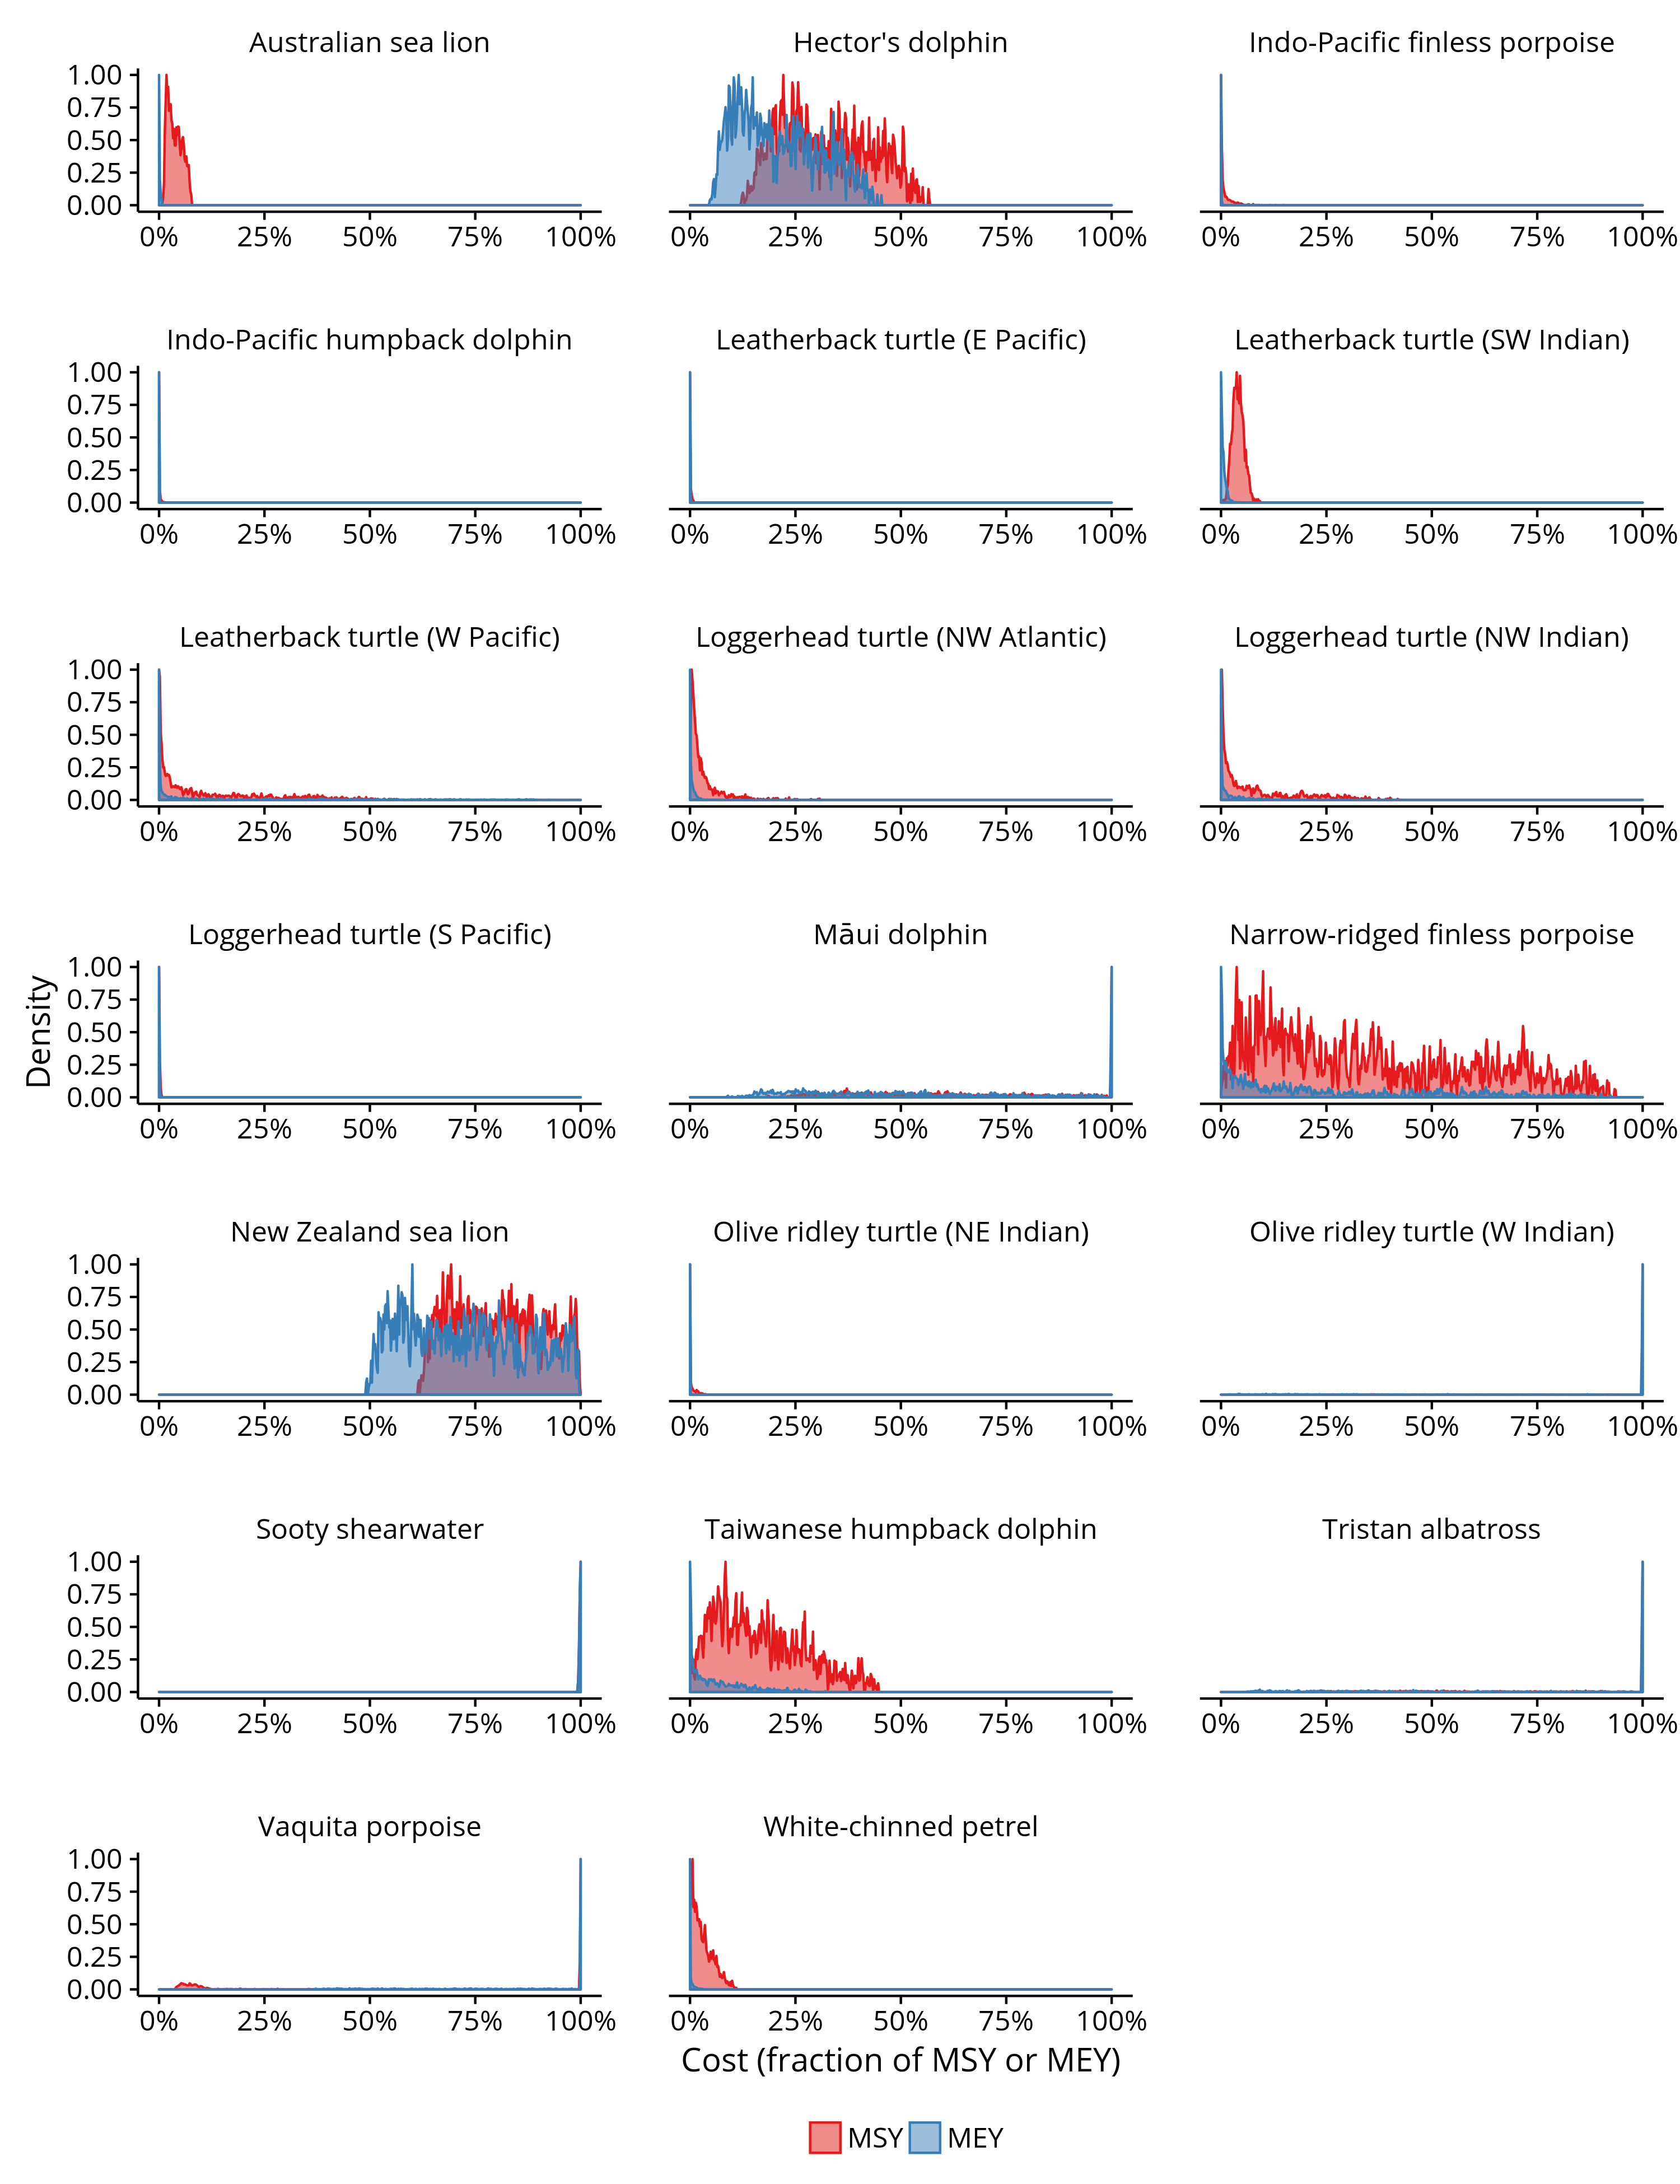 Australian sea lion
Hector's dolphin
Indo-Pacific finless porpoise
1.00
0.75
0.50
0.25
0.00
0% 25% 50% 75% 100%
0% 25% 50% 75% 100%
0% 25% 50% 75% 100%
Indo-Pacific humpback dolphin
Leatherback turtle (E Pacific)
Leatherback turtle (SW Indian)
1.00
0.75
0.50
0.25
0.00
0% 25% 50% 75% 100%
0% 25% 50% 75% 100%
0% 25% 50% 75% 100%
Leatherback turtle (W Pacific)
Loggerhead turtle (NW Atlantic)
Loggerhead turtle (NW Indian)
1.00
0.75
0.50
0.25
0.00
0% 25% 50% 75% 100%
0% 25% 50% 75% 100%
0% 25% 50% 75% 100%
Loggerhead turtle (S Pacific)
Māui dolphin
Narrow-ridged finless porpoise
Density
1.00
0.75
0.50
0.25
0.00
0% 25% 50% 75% 100%
0% 25% 50% 75% 100%
0% 25% 50% 75% 100%
New Zealand sea lion
Olive ridley turtle (NE Indian)
Olive ridley turtle (W Indian)
1.00
0.75
0.50
0.25
0.00
0% 25% 50% 75% 100%
0% 25% 50% 75% 100%
0% 25% 50% 75% 100%
Sooty shearwater
Taiwanese humpback dolphin
Tristan albatross
1.00
0.75
0.50
0.25
0.00
0% 25% 50% 75% 100%
0% 25% 50% 75% 100%
0% 25% 50% 75% 100%
Vaquita porpoise
White-chinned petrel
1.00
0.75
0.50
0.25
0.00
0% 25% 50% 75% 100%
0% 25% 50% 75% 100%
Cost (fraction of MSY or MEY)
MSY MEY